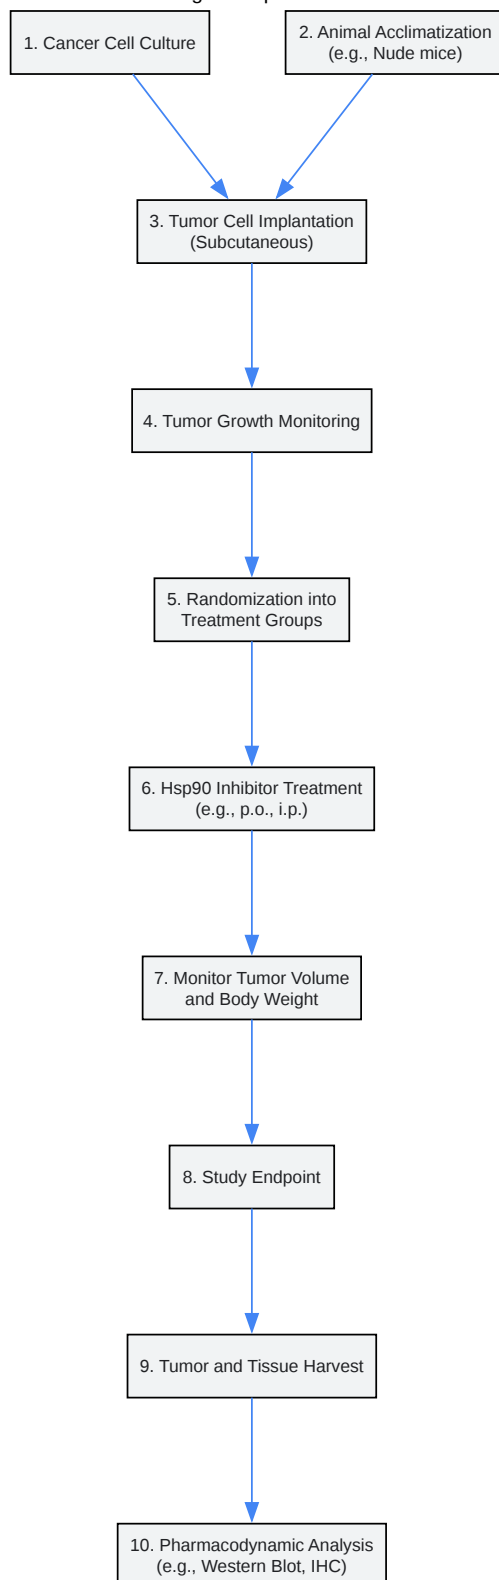 1. Cancer Cell Culture
2. Animal Acclimatization
(e.g., Nude mice)
3. Tumor Cell Implantation
(Subcutaneous)
4. Tumor Growth Monitoring
5. Randomization into
Treatment Groups
6. Hsp90 Inhibitor Treatment
(e.g., p.o., i.p.)
7. Monitor Tumor Volume
and Body Weight
8. Study Endpoint
9. Tumor and Tissue Harvest
10. Pharmacodynamic Analysis
(e.g., Western Blot, IHC)